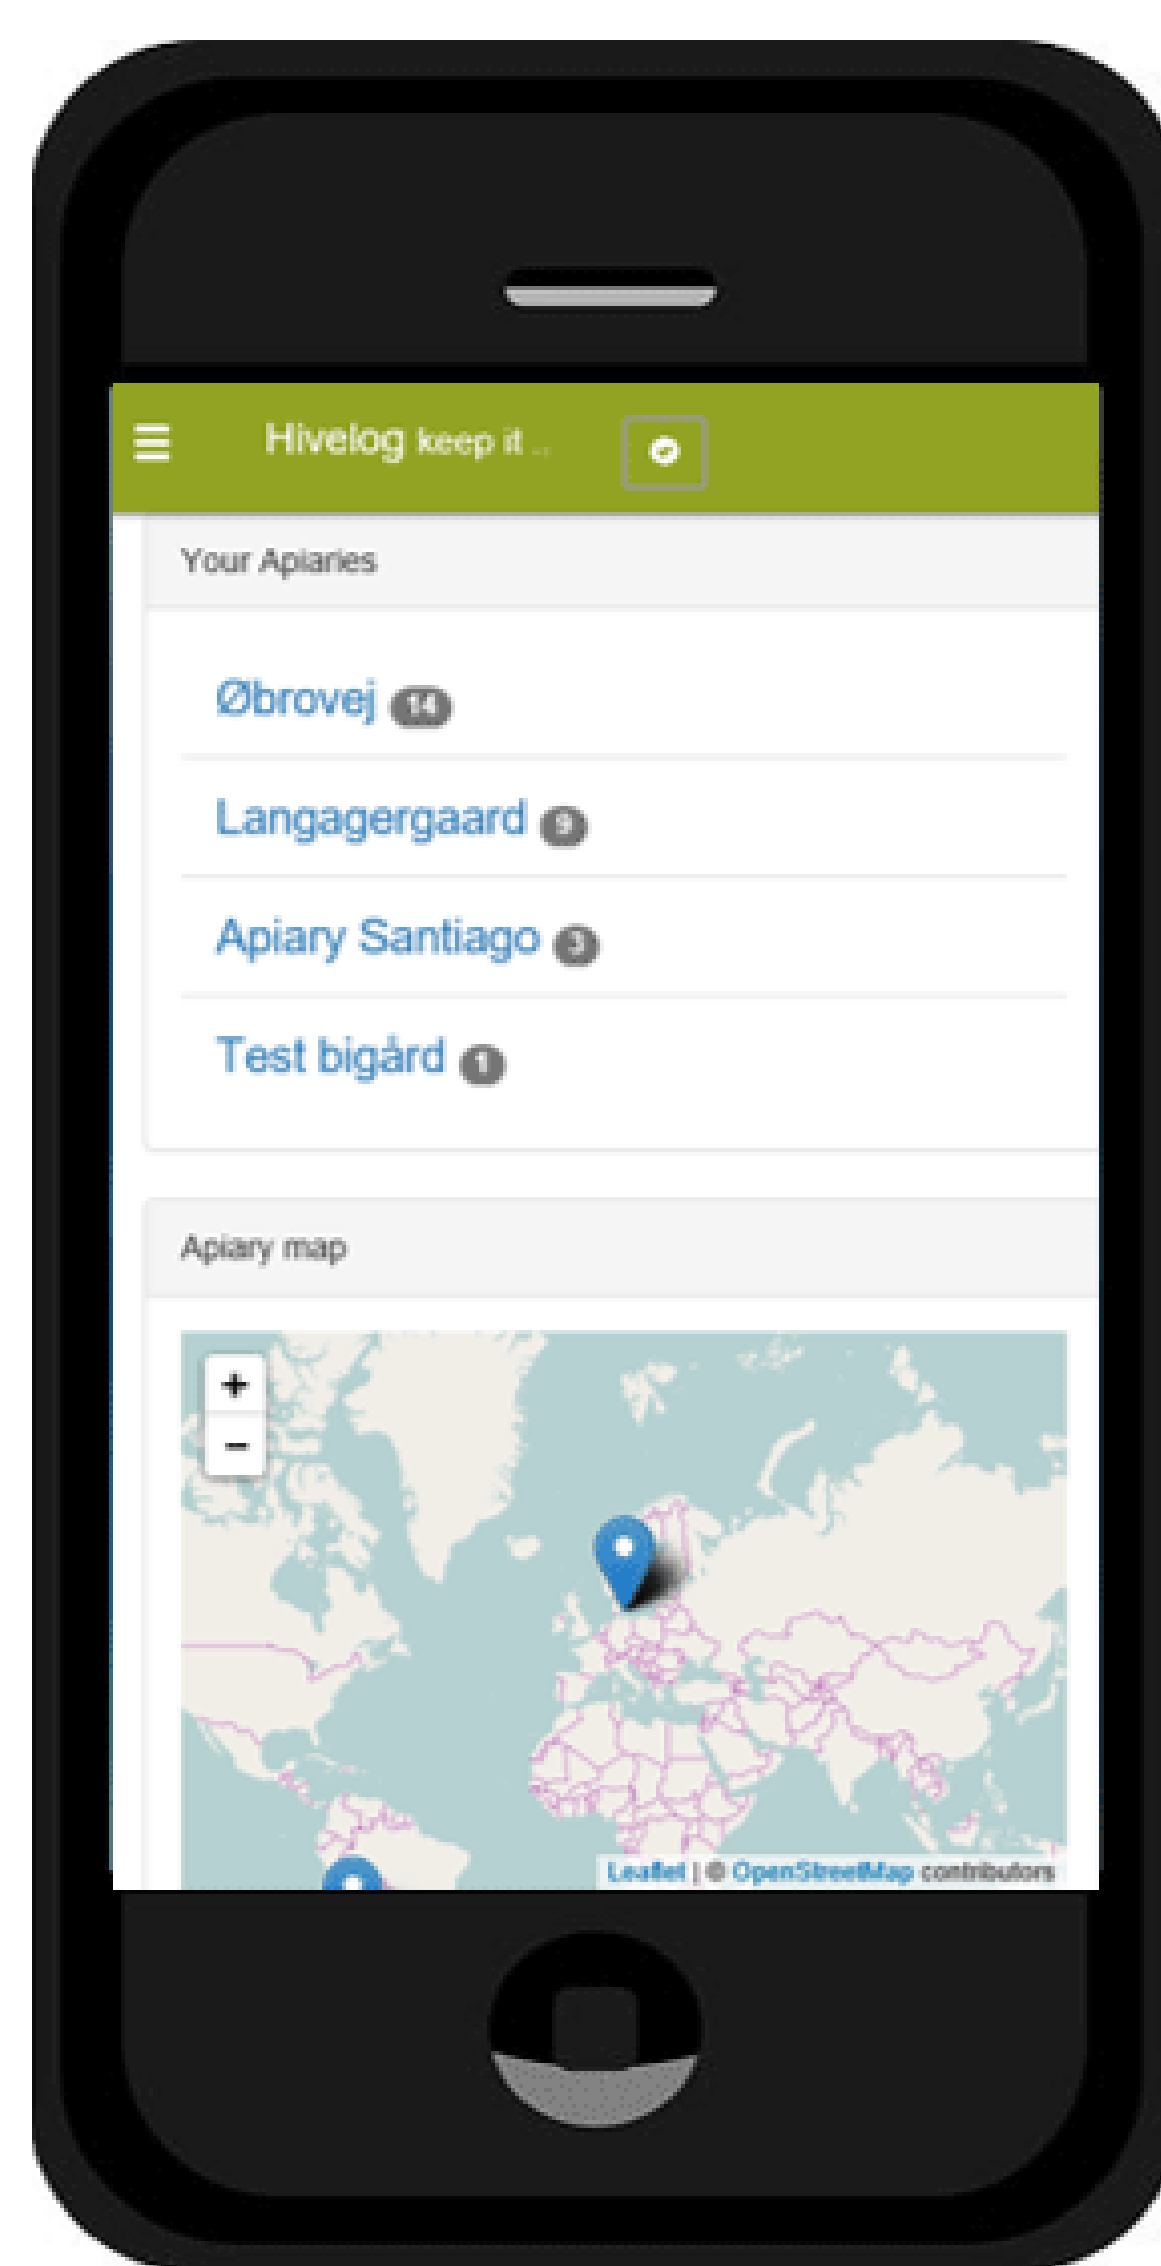 Hivelog keep it ..
Your Apiaries
Øbrovej 14
Langagergaard 9
Apiary Santiago 3
Test bigård 1
Apiary map
+
-
Leaflet | © OpenStreetMap contributors